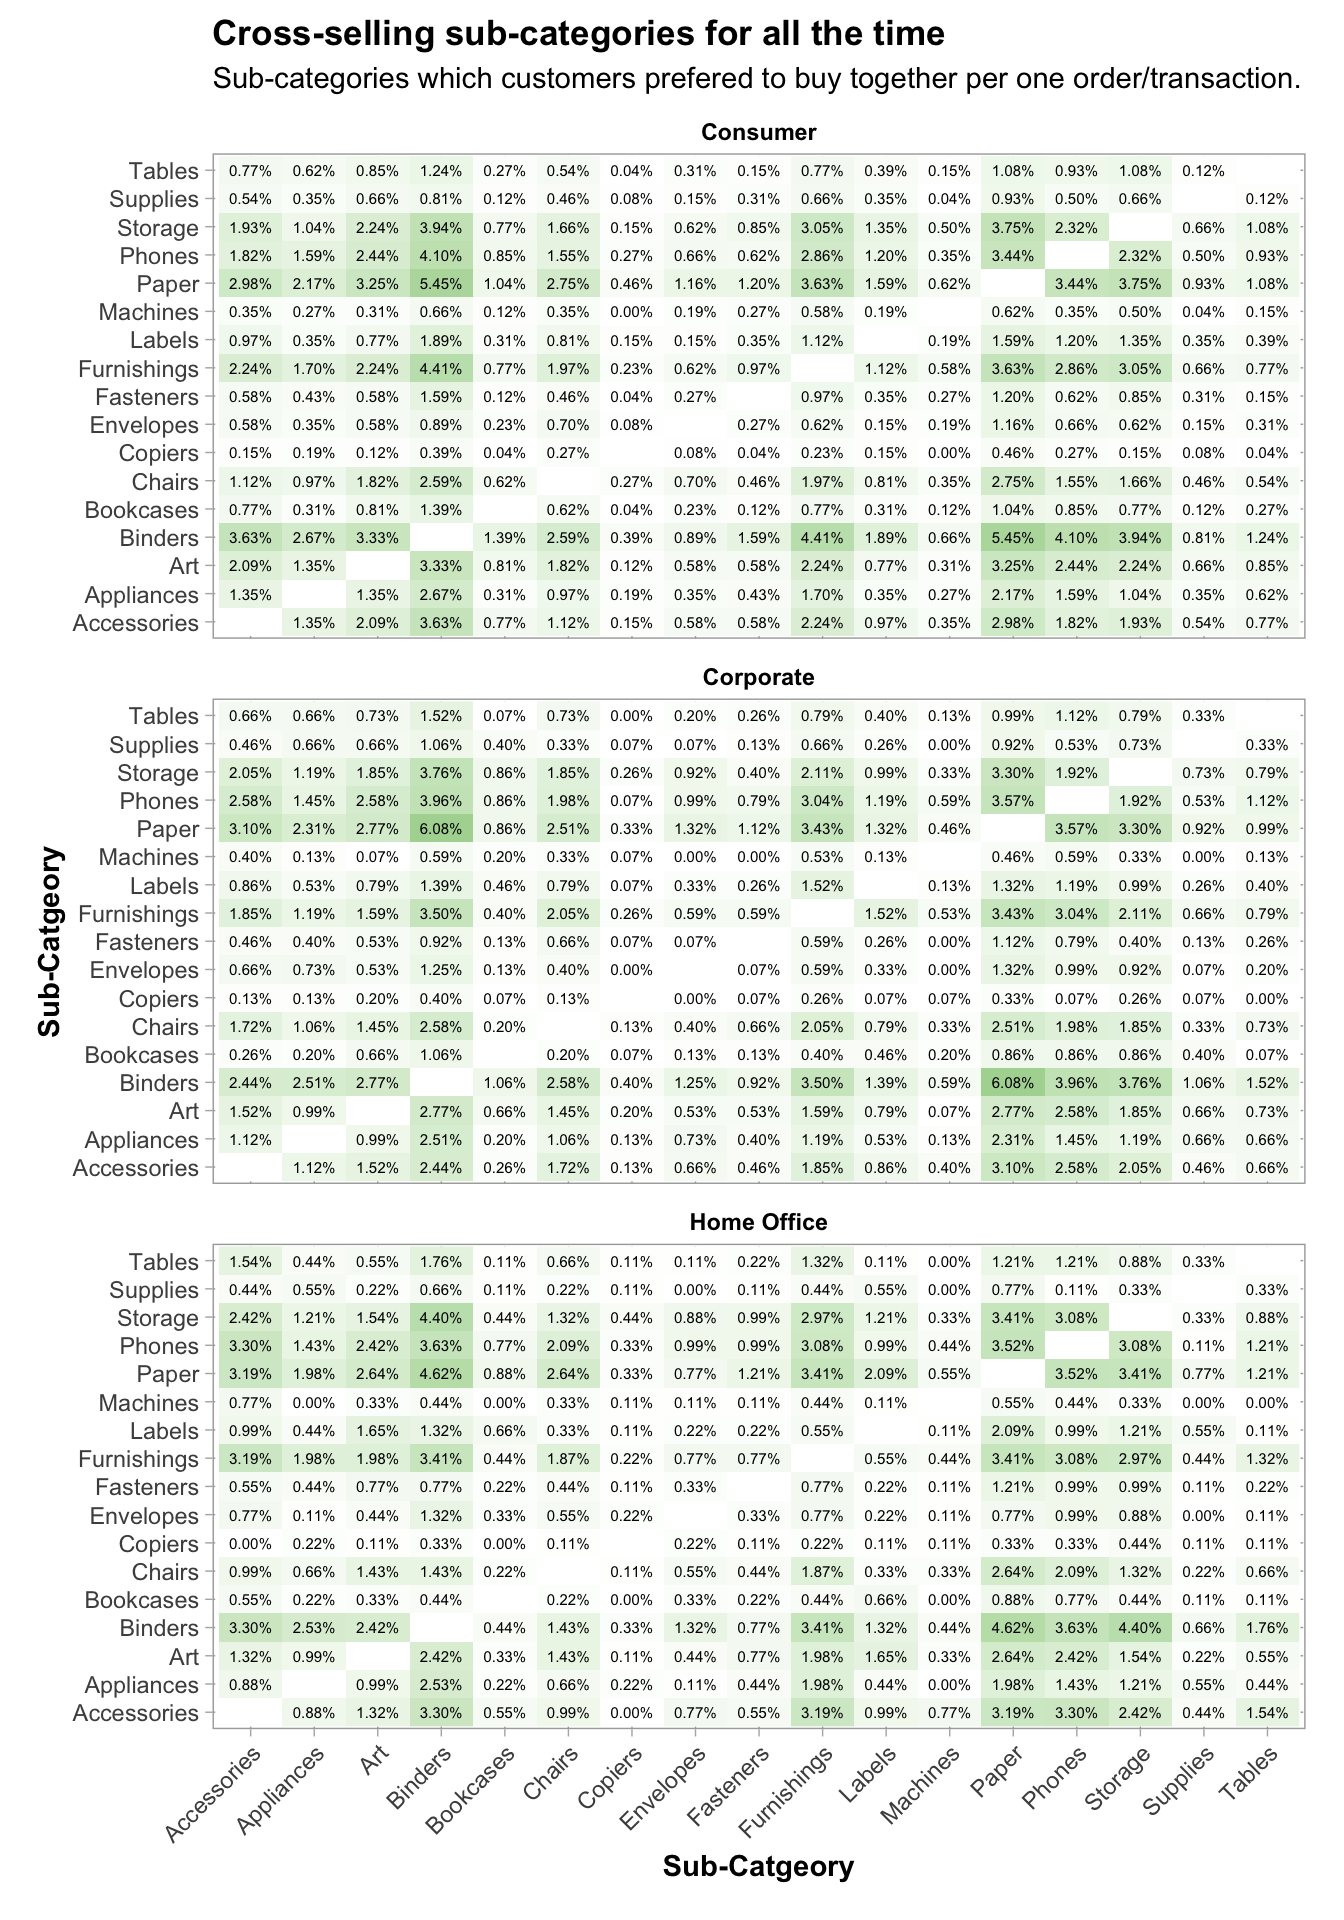 Cross-selling sub-categories for all the time
Sub-categories which customers prefered to buy together per one order/transaction.
Consumer
Tables 0.77% 0.62% 0.85% 1.24% 0.27% 0.54% 0.04% 0.31% 0.15% 0.77% 0.39% 0.15% 1.08% 0.93% 1.08% 0.12%
Supplies 0.54% 0.35% 0.66% 0.81% 0.12% 0.46% 0.08% 0.15% 0.31% 0.66% 0.35% 0.04% 0.93% 0.50% 0.66% 0.12%
Storage 1.93% 1.04% 2.24% 3.94% 0.77% 1.66% 0.15% 0.62% 0.85% 3.05% 1.35% 0.50% 3.75% 2.32% 0.66% 1.08%
Phones 1.82% 1.59% 2.44% 4.10% 0.85% 1.55% 0.27% 0.66% 0.62% 2.86% 1.20% 0.35% 3.44% 2.32% 0.50% 0.93%
Paper 2.98% 2.17% 3.25% 5.45% 1.04% 2.75% 0.46% 1.16% 1.20% 3.63% 1.59% 0.62% 3.44% 3.75% 0.93% 1.08%
Machines 0.35% 0.27% 0.31% 0.66% 0.12% 0.35% 0.00% 0.19% 0.27% 0.58% 0.19% 0.62% 0.35% 0.50% 0.04% 0.15%
Labels 0.97% 0.35% 0.77% 1.89% 0.31% 0.81% 0.15% 0.15% 0.35% 1.12% 0.19% 1.59% 1.20% 1.35% 0.35% 0.39%
Furnishings 2.24% 1.70% 2.24% 4.41% 0.77% 1.97% 0.23% 0.62% 0.97% 1.12% 0.58% 3.63% 2.86% 3.05% 0.66% 0.77%
Fasteners 0.58% 0.43% 0.58% 1.59% 0.12% 0.46% 0.04% 0.27% 0.97% 0.35% 0.27% 1.20% 0.62% 0.85% 0.31% 0.15%
Envelopes 0.58% 0.35% 0.58% 0.89% 0.23% 0.70% 0.08% 0.27% 0.62% 0.15% 0.19% 1.16% 0.66% 0.62% 0.15% 0.31%
Copiers 0.15% 0.19% 0.12% 0.39% 0.04% 0.27% 0.08% 0.04% 0.23% 0.15% 0.00% 0.46% 0.27% 0.15% 0.08% 0.04%
Chairs 1.12% 0.97% 1.82% 2.59% 0.62% 0.27% 0.70% 0.46% 1.97% 0.81% 0.35% 2.75% 1.55% 1.66% 0.46% 0.54%
Bookcases 0.77% 0.31% 0.81% 1.39% 0.62% 0.04% 0.23% 0.12% 0.77% 0.31% 0.12% 1.04% 0.85% 0.77% 0.12% 0.27%
Binders 3.63% 2.67% 3.33% 1.39% 2.59% 0.39% 0.89% 1.59% 4.41% 1.89% 0.66% 5.45% 4.10% 3.94% 0.81% 1.24%
Art 2.09% 1.35% 3.33% 0.81% 1.82% 0.12% 0.58% 0.58% 2.24% 0.77% 0.31% 3.25% 2.44% 2.24% 0.66% 0.85%
Appliances 1.35% 1.35% 2.67% 0.31% 0.97% 0.19% 0.35% 0.43% 1.70% 0.35% 0.27% 2.17% 1.59% 1.04% 0.35% 0.62%
Accessories 1.35% 2.09% 3.63% 0.77% 1.12% 0.15% 0.58% 0.58% 2.24% 0.97% 0.35% 2.98% 1.82% 1.93% 0.54% 0.77%
Corporate
Tables 0.66% 0.66% 0.73% 1.52% 0.07% 0.73% 0.00% 0.20% 0.26% 0.79% 0.40% 0.13% 0.99% 1.12% 0.79% 0.33%
Supplies 0.46% 0.66% 0.66% 1.06% 0.40% 0.33% 0.07% 0.07% 0.13% 0.66% 0.26% 0.00% 0.92% 0.53% 0.73% 0.33%
Storage 2.05% 1.19% 1.85% 3.76% 0.86% 1.85% 0.26% 0.92% 0.40% 2.11% 0.99% 0.33% 3.30% 1.92% 0.73% 0.79%
Phones 2.58% 1.45% 2.58% 3.96% 0.86% 1.98% 0.07% 0.99% 0.79% 3.04% 1.19% 0.59% 3.57% 1.92% 0.53% 1.12%
Paper 3.10% 2.31% 2.77% 6.08% 0.86% 2.51% 0.33% 1.32% 1.12% 3.43% 1.32% 0.46% 3.57% 3.30% 0.92% 0.99%
Machines 0.40% 0.13% 0.07% 0.59% 0.20% 0.33% 0.07% 0.00% 0.00% 0.53% 0.13% 0.46% 0.59% 0.33% 0.00% 0.13%
Labels 0.86% 0.53% 0.79% 1.39% 0.46% 0.79% 0.07% 0.33% 0.26% 1.52% 0.13% 1.32% 1.19% 0.99% 0.26% 0.40%
Furnishings 1.85% 1.19% 1.59% 3.50% 0.40% 2.05% 0.26% 0.59% 0.59% 1.52% 0.53% 3.43% 3.04% 2.11% 0.66% 0.79%
Fasteners 0.46% 0.40% 0.53% 0.92% 0.13% 0.66% 0.07% 0.07% 0.59% 0.26% 0.00% 1.12% 0.79% 0.40% 0.13% 0.26%
Envelopes 0.66% 0.73% 0.53% 1.25% 0.13% 0.40% 0.00% 0.07% 0.59% 0.33% 0.00% 1.32% 0.99% 0.92% 0.07% 0.20%
Copiers 0.13% 0.13% 0.20% 0.40% 0.07% 0.13% 0.00% 0.07% 0.26% 0.07% 0.07% 0.33% 0.07% 0.26% 0.07% 0.00%
Chairs 1.72% 1.06% 1.45% 2.58% 0.20% 0.13% 0.40% 0.66% 2.05% 0.79% 0.33% 2.51% 1.98% 1.85% 0.33% 0.73%
Bookcases 0.26% 0.20% 0.66% 1.06% 0.20% 0.07% 0.13% 0.13% 0.40% 0.46% 0.20% 0.86% 0.86% 0.86% 0.40% 0.07%
Binders 2.44% 2.51% 2.77% 1.06% 2.58% 0.40% 1.25% 0.92% 3.50% 1.39% 0.59% 6.08% 3.96% 3.76% 1.06% 1.52%
Art 1.52% 0.99% 2.77% 0.66% 1.45% 0.20% 0.53% 0.53% 1.59% 0.79% 0.07% 2.77% 2.58% 1.85% 0.66% 0.73%
Appliances 1.12% 0.99% 2.51% 0.20% 1.06% 0.13% 0.73% 0.40% 1.19% 0.53% 0.13% 2.31% 1.45% 1.19% 0.66% 0.66%
Accessories 1.12% 1.52% 2.44% 0.26% 1.72% 0.13% 0.66% 0.46% 1.85% 0.86% 0.40% 3.10% 2.58% 2.05% 0.46% 0.66%
Sub-Catgeory
Home Office
Tables 1.54% 0.44% 0.55% 1.76% 0.11% 0.66% 0.11% 0.11% 0.22% 1.32% 0.11% 0.00% 1.21% 1.21% 0.88% 0.33%
Supplies 0.44% 0.55% 0.22% 0.66% 0.11% 0.22% 0.11% 0.00% 0.11% 0.44% 0.55% 0.00% 0.77% 0.11% 0.33% 0.33%
Storage 2.42% 1.21% 1.54% 4.40% 0.44% 1.32% 0.44% 0.88% 0.99% 2.97% 1.21% 0.33% 3.41% 3.08% 0.33% 0.88%
Phones 3.30% 1.43% 2.42% 3.63% 0.77% 2.09% 0.33% 0.99% 0.99% 3.08% 0.99% 0.44% 3.52% 3.08% 0.11% 1.21%
Paper 3.19% 1.98% 2.64% 4.62% 0.88% 2.64% 0.33% 0.77% 1.21% 3.41% 2.09% 0.55% 3.52% 3.41% 0.77% 1.21%
Machines 0.77% 0.00% 0.33% 0.44% 0.00% 0.33% 0.11% 0.11% 0.11% 0.44% 0.11% 0.55% 0.44% 0.33% 0.00% 0.00%
Labels 0.99% 0.44% 1.65% 1.32% 0.66% 0.33% 0.11% 0.22% 0.22% 0.55% 0.11% 2.09% 0.99% 1.21% 0.55% 0.11%
Furnishings 3.19% 1.98% 1.98% 3.41% 0.44% 1.87% 0.22% 0.77% 0.77% 0.55% 0.44% 3.41% 3.08% 2.97% 0.44% 1.32%
Fasteners 0.55% 0.44% 0.77% 0.77% 0.22% 0.44% 0.11% 0.33% 0.77% 0.22% 0.11% 1.21% 0.99% 0.99% 0.11% 0.22%
Envelopes 0.77% 0.11% 0.44% 1.32% 0.33% 0.55% 0.22% 0.33% 0.77% 0.22% 0.11% 0.77% 0.99% 0.88% 0.00% 0.11%
Copiers 0.00% 0.22% 0.11% 0.33% 0.00% 0.11% 0.22% 0.11% 0.22% 0.11% 0.11% 0.33% 0.33% 0.44% 0.11% 0.11%
Chairs 0.99% 0.66% 1.43% 1.43% 0.22% 0.11% 0.55% 0.44% 1.87% 0.33% 0.33% 2.64% 2.09% 1.32% 0.22% 0.66%
Bookcases 0.55% 0.22% 0.33% 0.44% 0.22% 0.00% 0.33% 0.22% 0.44% 0.66% 0.00% 0.88% 0.77% 0.44% 0.11% 0.11%
Binders 3.30% 2.53% 2.42% 0.44% 1.43% 0.33% 1.32% 0.77% 3.41% 1.32% 0.44% 4.62% 3.63% 4.40% 0.66% 1.76%
Art 1.32% 0.99% 2.42% 0.33% 1.43% 0.11% 0.44% 0.77% 1.98% 1.65% 0.33% 2.64% 2.42% 1.54% 0.22% 0.55%
Appliances 0.88% 0.99% 2.53% 0.22% 0.66% 0.22% 0.11% 0.44% 1.98% 0.44% 0.00% 1.98% 1.43% 1.21% 0.55% 0.44%
Accessories 0.88% 1.32% 3.30% 0.55% 0.99% 0.00% 0.77% 0.55% 3.19% 0.99% 0.77% 3.19% 3.30% 2.42% 0.44% 1.54%
Accessories Appliances Art Binders Bookcases Chairs Copiers Envelopes Fasteners Furnishings Labels Machines Paper Phones Storage Supplies Tables
Sub-Catgeory